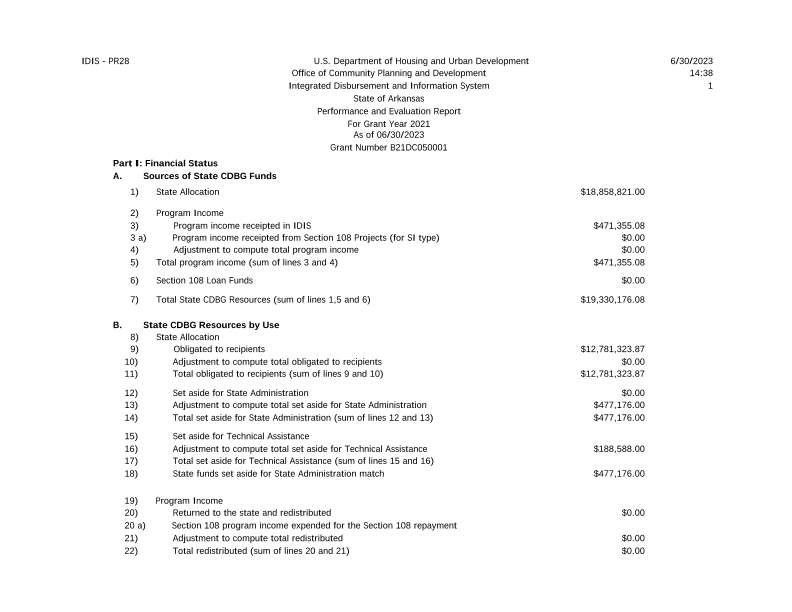 IDIS - PR28 U.S. Department of Housing and Urban Development 6/30/2023
Office of Community Planning and Development 14:38
Integrated Disbursement and Information System 1
State of Arkansas
Performance and Evaluation Report
For Grant Year 2021
As of 06/30/2023
Grant Number B21DC050001
Part I: Financial Status
A. Sources of State CDBG Funds
1) State Allocation $18,858,821.00
2) Program Income
3) Program income receipted in IDIS $471,355.08
3 a) Program income receipted from Section 108 Projects (for SI type) $0.00
4) Adjustment to compute total program income $0.00
5) Total program income (sum of lines 3 and 4) $471,355.08
6) Section 108 Loan Funds $0.00
7) Total State CDBG Resources (sum of lines 1,5 and 6) $19,330,176.08
B. State CDBG Resources by Use
8) State Allocation
9) Obligated to recipients $12,781,323.87
10) Adjustment to compute total obligated to recipients $0.00
11) Total obligated to recipients (sum of lines 9 and 10) $12,781,323.87
12) Set aside for State Administration $0.00
13) Adjustment to compute total set aside for State Administration $477,176.00
14) Total set aside for State Administration (sum of lines 12 and 13) $477,176.00
15) Set aside for Technical Assistance
16) Adjustment to compute total set aside for Technical Assistance $188,588.00
17) Total set aside for Technical Assistance (sum of lines 15 and 16)
18) State funds set aside for State Administration match $477,176.00
19) Program Income
20) Returned to the state and redistributed $0.00
20 a) Section 108 program income expended for the Section 108 repayment
21) Adjustment to compute total redistributed $0.00
22) Total redistributed (sum of lines 20 and 21) $0.00